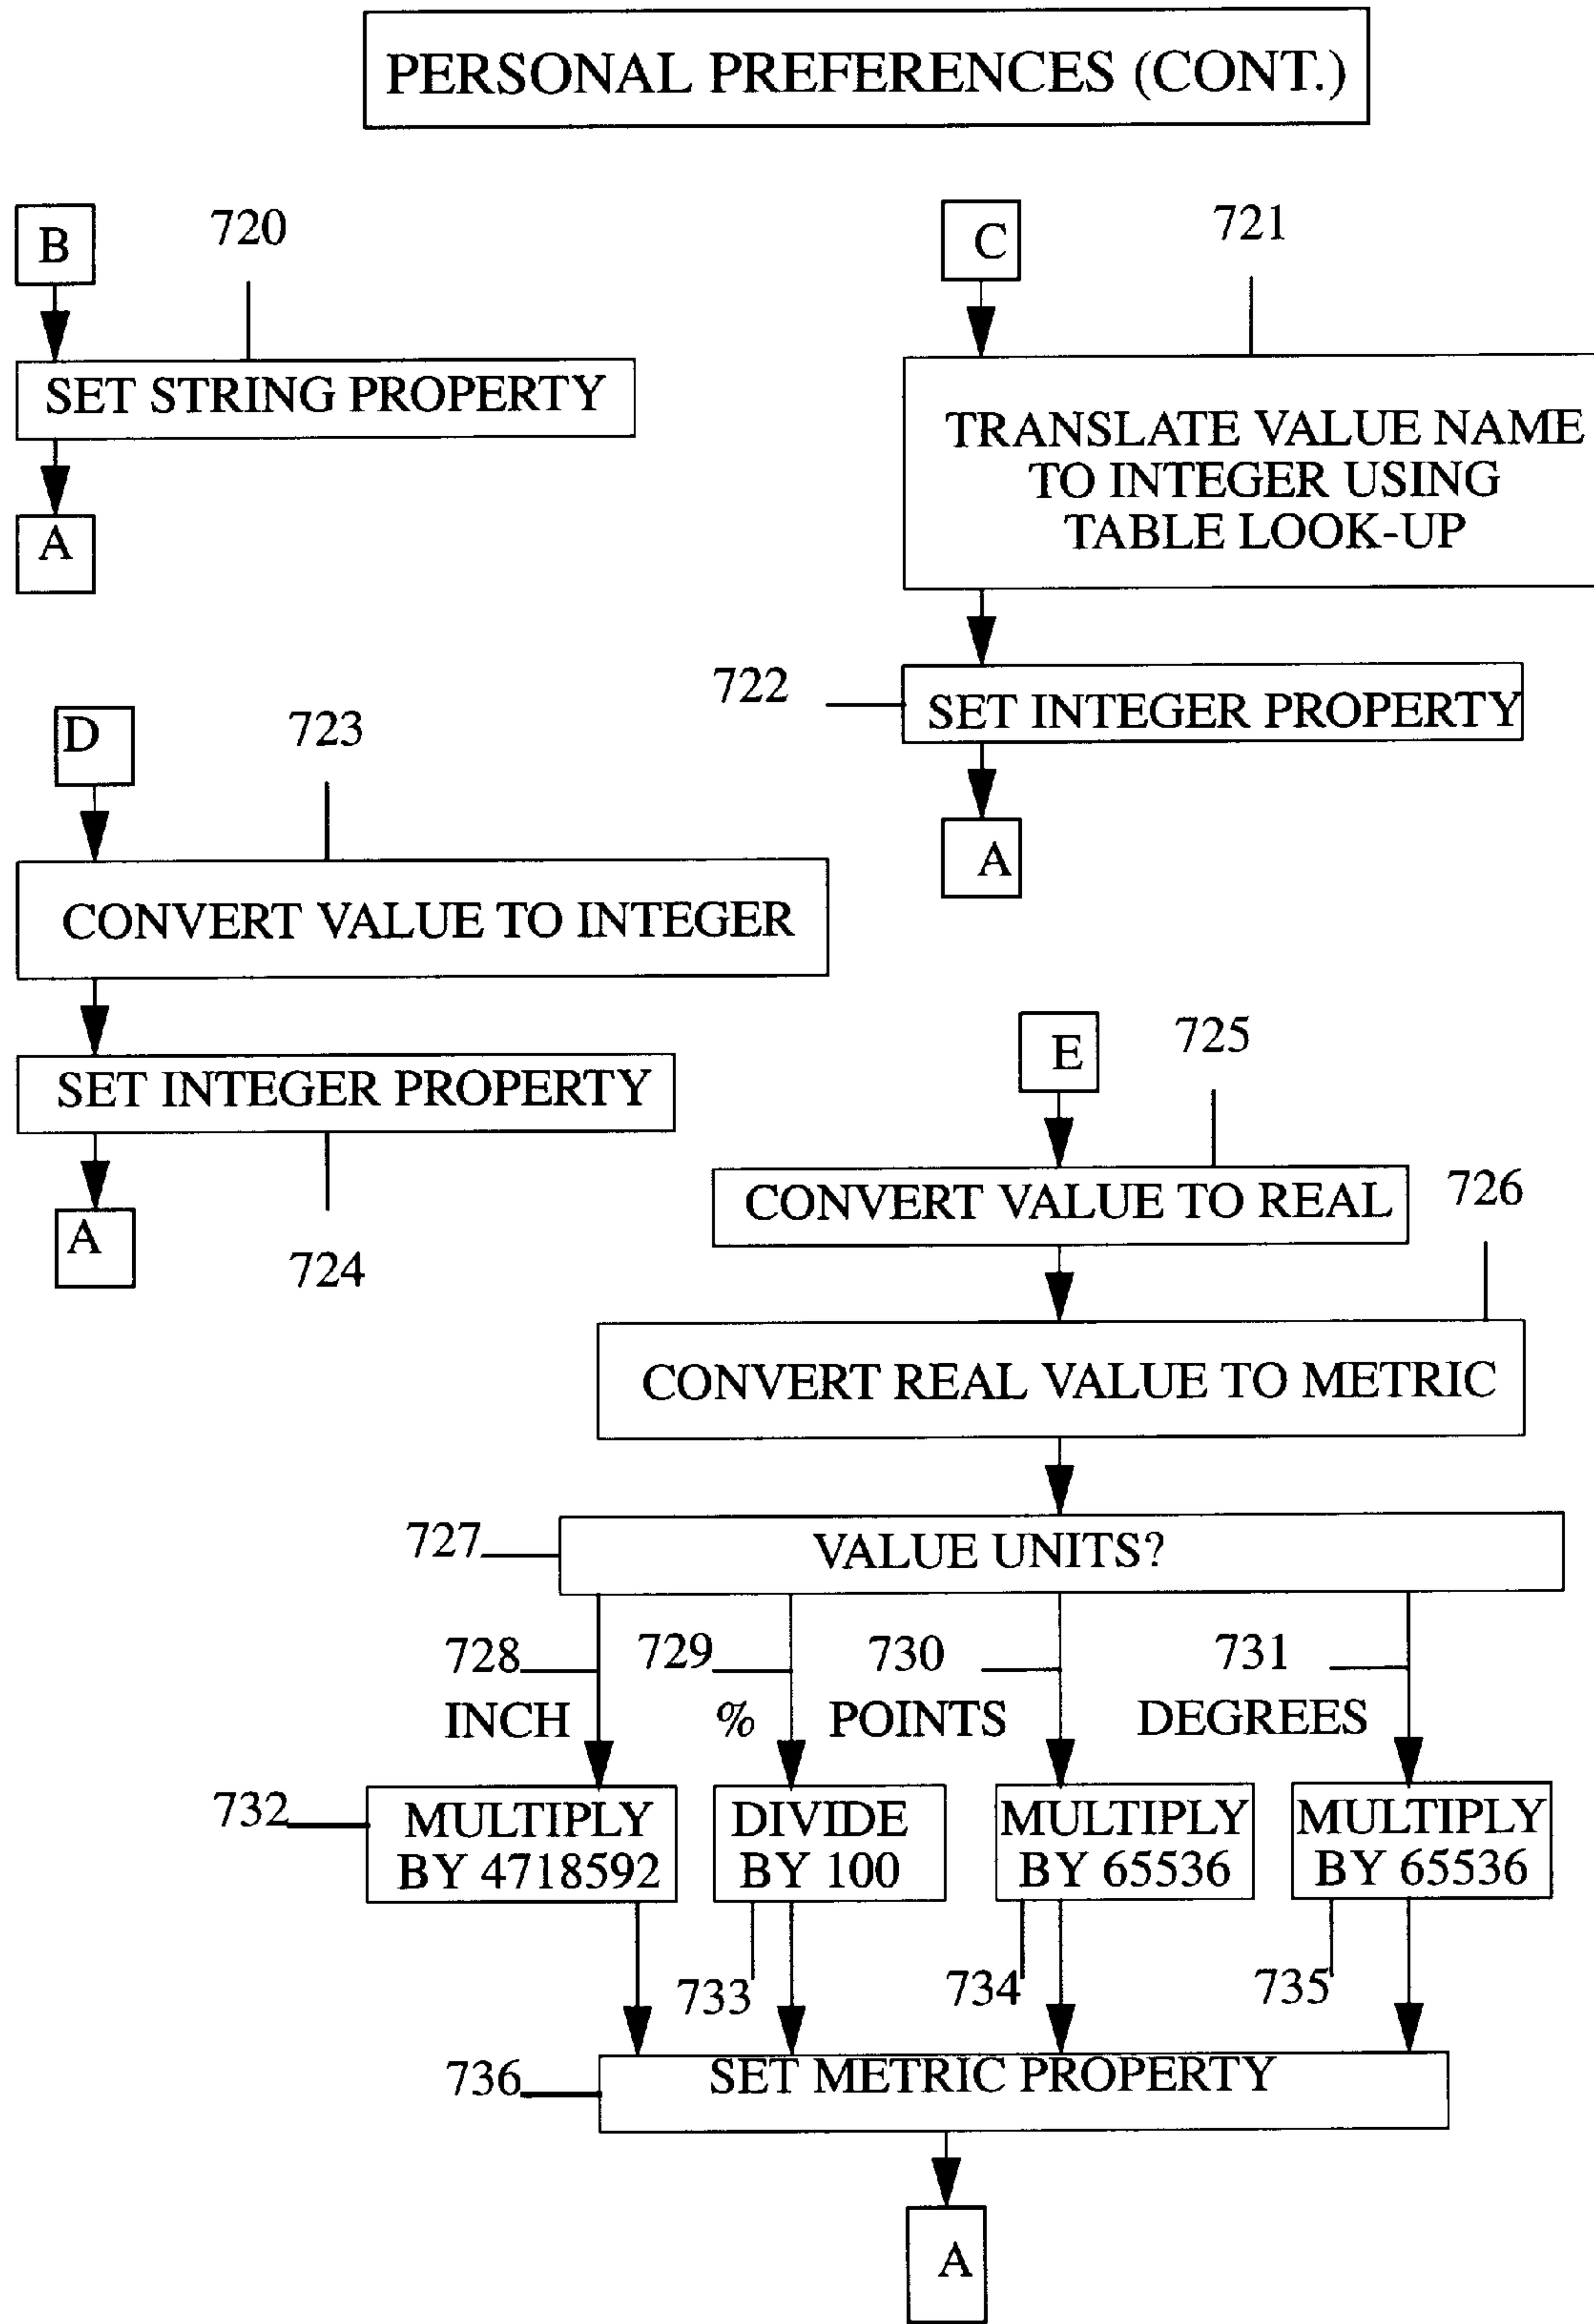 PERSONAL PREFERENCES (CONT.)
B
720
SET STRING PROPERTY
A
C
721
TRANSLATE VALUE NAME
TO INTEGER USING
TABLE LOOK-UP
722
SET INTEGER PROPERTY
A
D
723
CONVERT VALUE TO INTEGER
SET INTEGER PROPERTY
A
724
E
725
CONVERT VALUE TO REAL
726
CONVERT REAL VALUE TO METRIC
727
VALUE UNITS?
728
729
730
731
INCH
%
POINTS
DEGREES
732
MULTIPLY
BY 4718592
DIVIDE
BY 100
MULTIPLY
BY 65536
MULTIPLY
BY 65536
733
734
735
736
SET METRIC PROPERTY
A